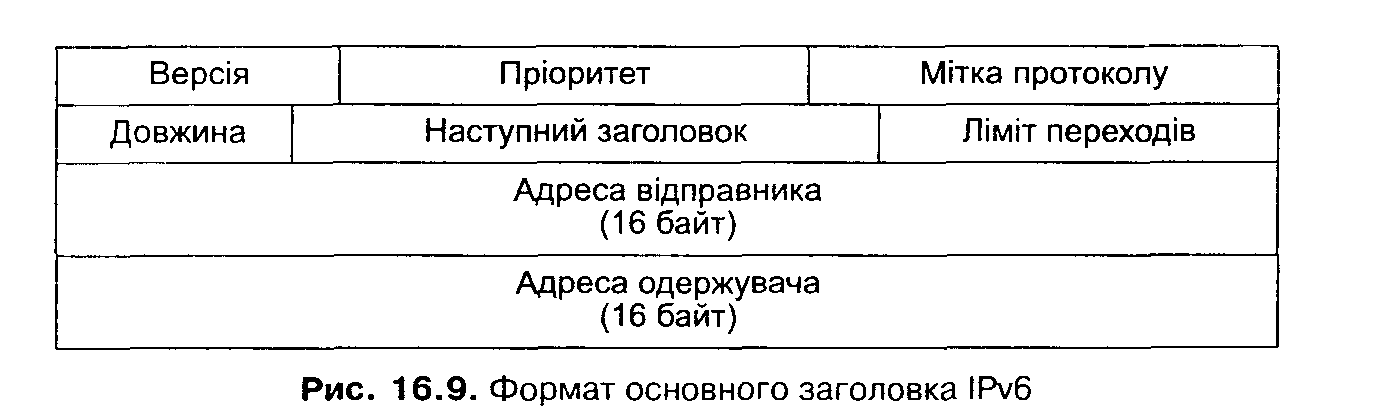 Версія Пріоритет Мітка протоколу
Довжина Наступний заголовок Ліміт переходів
Адреса відправника
(16 байт)
Адреса одержувача
(16 байт)
Рис. 16.9. Формат основного заголовка IPv6